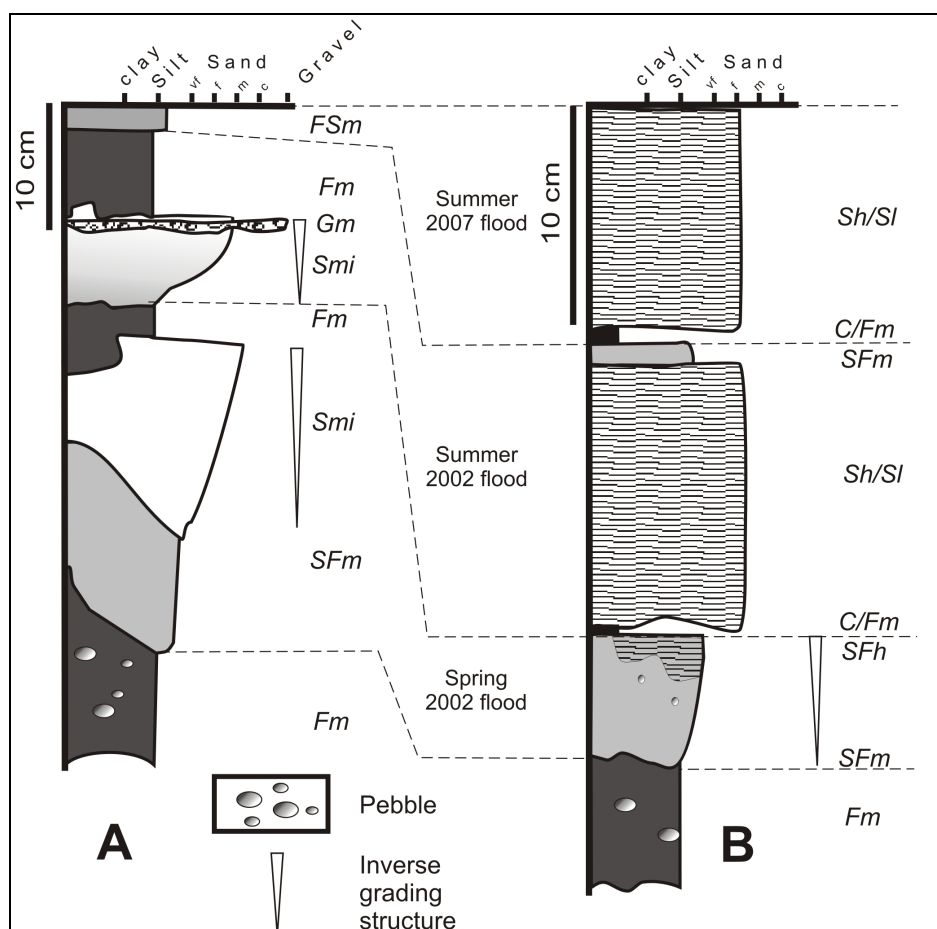 clay
Silt
vf
f
m
c
Sand
Gravel
10 cm
FSm
Fm
Gm
Smi
Fm
Smi
SFm
Fm
A
Summer
2007 flood
Summer
2002 flood
Spring
2002 flood
clay
Silt
vf
f
m
c
Sand
10 cm
Sh/Sl
C/Fm
SFm
Sh/Sl
C/Fm
SFh
SFm
Fm
B
Pebble
Inverse
grading
structure